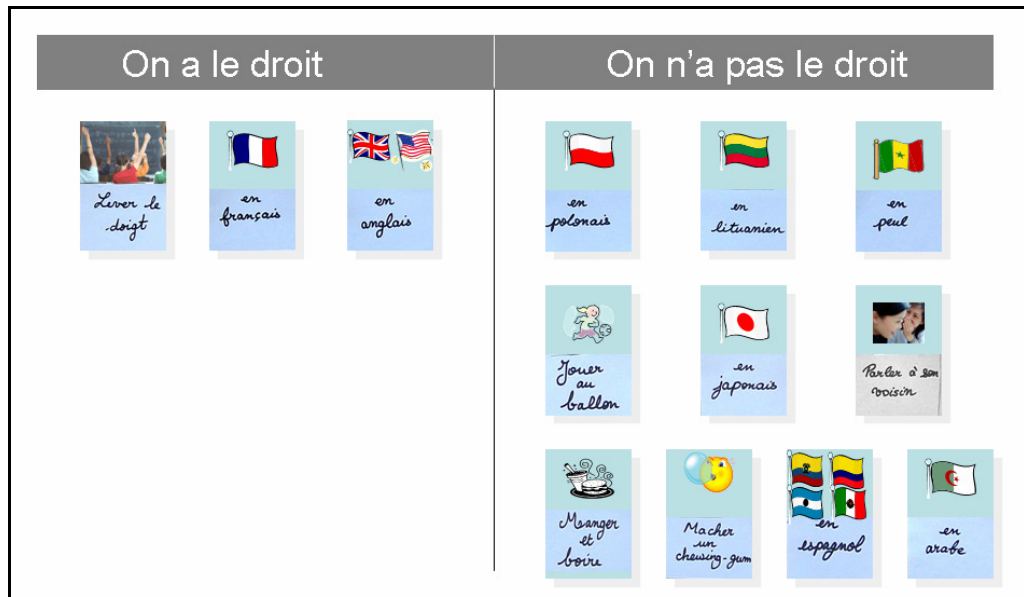 On a le droit
On n'a pas le droit
Lever le
doigt
en
français
en
anglais
en
polonais
en
lituanien
en
peul
Jouer
au
ballon
en
japonais
Parler à son
voisin
Manger
et
boire
Macher
un
chewing-gum
en
espagnol
en
arabe